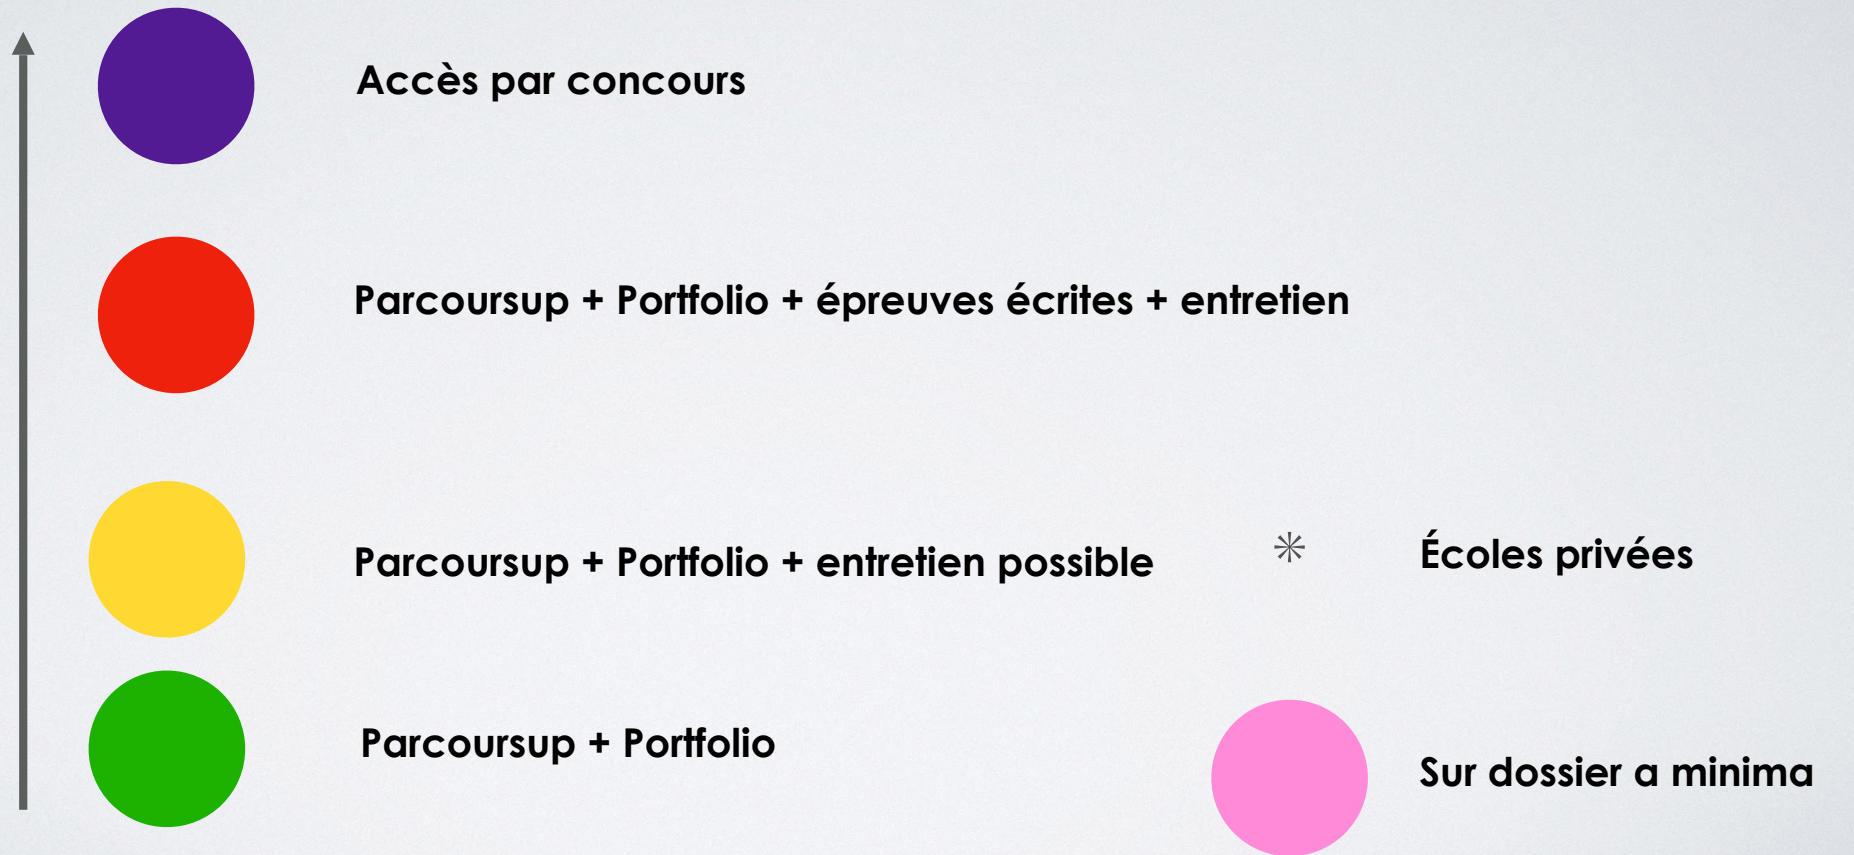 Accès par concours
Parcoursup + Portfolio + épreuves écrites + entretien
Parcoursup + Portfolio + entretien possible
* Écoles privées
Parcoursup + Portfolio
Sur dossier a minima